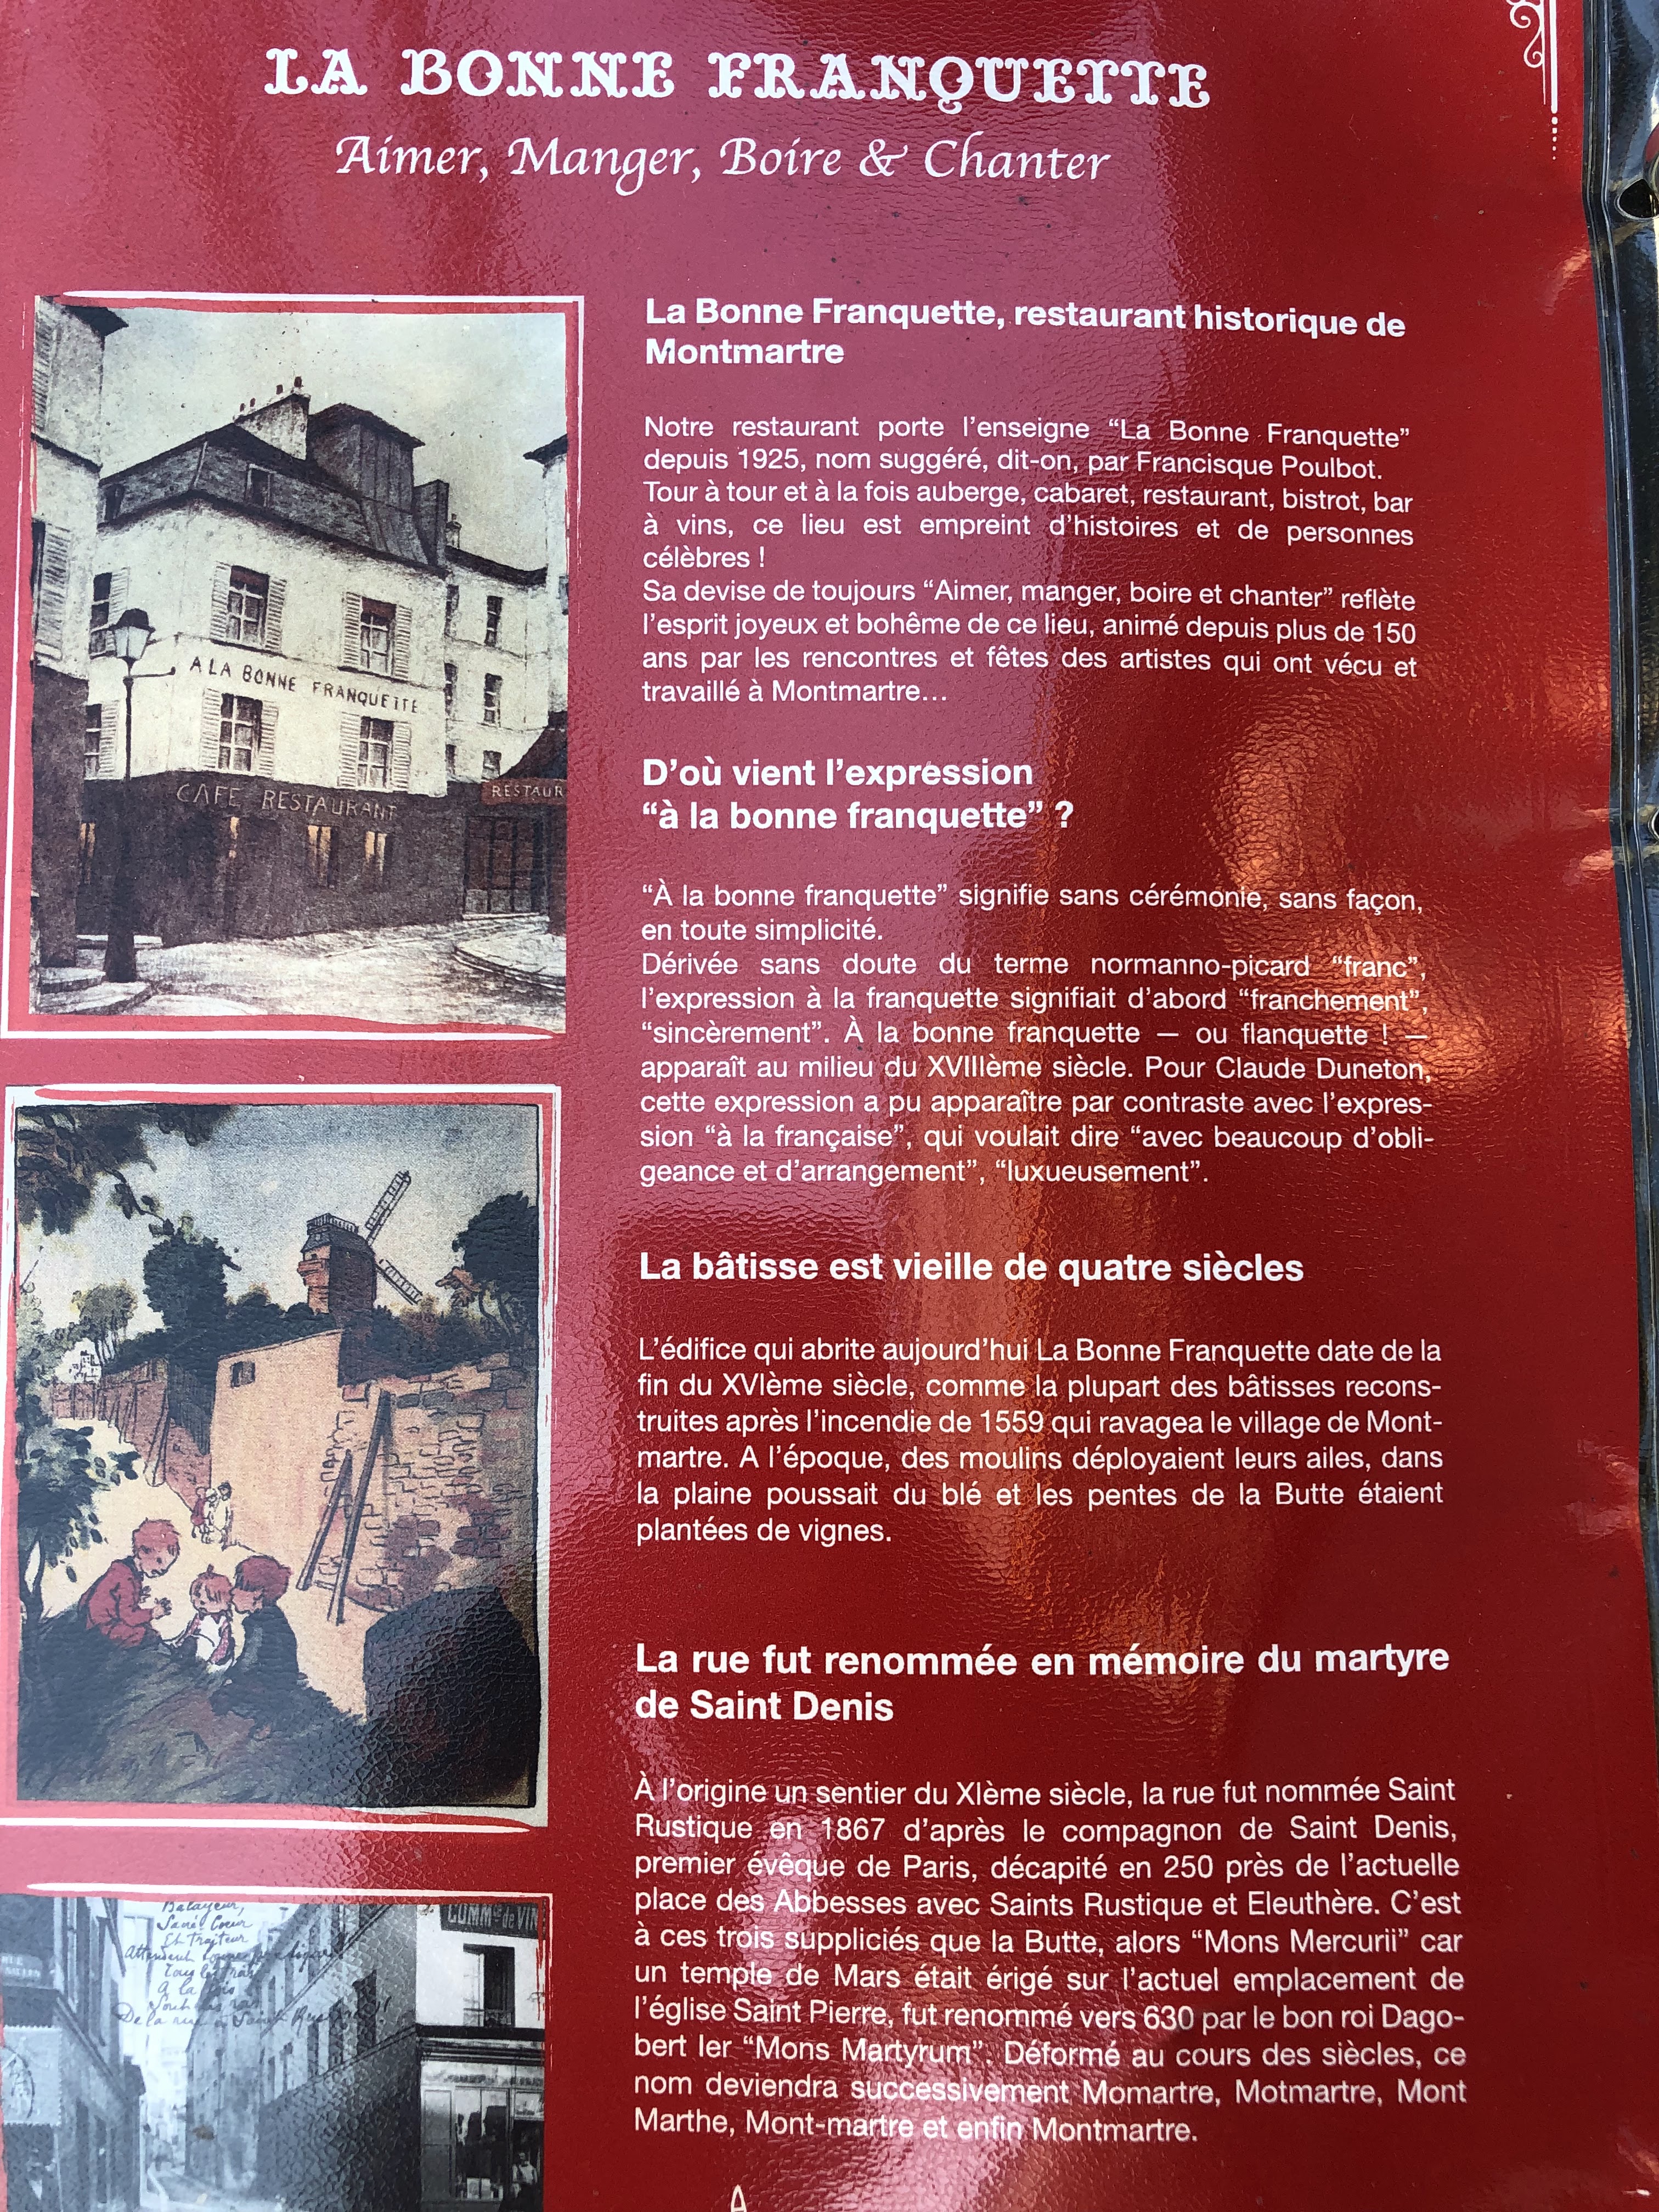 LA BONNE FRANQUETTE
Aimer, Manger, Boire & Chanter
A LA BONNE FRANQUETTE
CAFE RESTAURANT
RESTAUR
La Bonne Franquette, restaurant historique de
Montmartre
Notre restaurant porte l'enseigne “La Bonne Franquette”
depuis 1925, nom suggéré, dit-on, par Francisque Poulbot.
Tour à tour et à la fois auberge, cabaret, restaurant, bistrot, bar
à vins, ce lieu est empreint d'histoires et de personnes
célèbres !
Sa devise de toujours “Aimer, manger, boire et chanter” reflète
l'esprit joyeux et bohême de ce lieu, animé depuis plus de 150
ans par les rencontres et fêtes des artistes qui ont vécu et
travaillé à Montmartre…
D'où vient l'expression
“à la bonne franquette” ?
“À la bonne franquette” signifie sans cérémonie, sans façon,
en toute simplicité.
Dérivée sans doute du terme normanno-picard “franc”,
l'expression à la franquette signifiait d'abord “franchement”,
“sincèrement”. À la bonne franquette — ou flanquette ! —
apparaît au milieu du XVIIIème siècle. Pour Claude Duneton,
cette expression a pu apparaître par contraste avec l'expres-
sion “à la française”, qui voulait dire “avec beaucoup d'obli-
geance et d'arrangement”, “luxueusement”.
La bâtisse est vieille de quatre siècles
L'édifice qui abrite aujourd'hui La Bonne Franquette date de la
fin du XVIème siècle, comme la plupart des bâtisses recons-
truites après l'incendie de 1559 qui ravagea le village de Mont-
martre. A l'époque, des moulins déployaient leurs ailes, dans
la plaine poussait du blé et les pentes de la Butte étaient
plantées de vignes.
La rue fut renommée en mémoire du martyre
de Saint Denis
À l'origine un sentier du XIème siècle, la rue fut nommée Saint
Rustique en 1867 d'après le compagnon de Saint Denis,
premier évêque de Paris, décapité en 250 près de l'actuelle
place des Abbesses avec Saints Rustique et Eleuthère. C'est
à ces trois suppliciés que la Butte, alors “Mons Mercurii” car
un temple de Mars était érigé sur l'actuel emplacement de
l'église Saint Pierre, fut renommé vers 630 par le bon roi Dago-
bert Ier “Mons Martyrum”. Déformé au cours des siècles, ce
nom deviendra successivement Momartre, Motmartre, Mont
Marthe, Mont-martre et enfin Montmartre.
Balayeur,
Sacré Coeur
Et Traiteur
Attendent
A la fois
De la rue
COMM ce de VIN
RUE